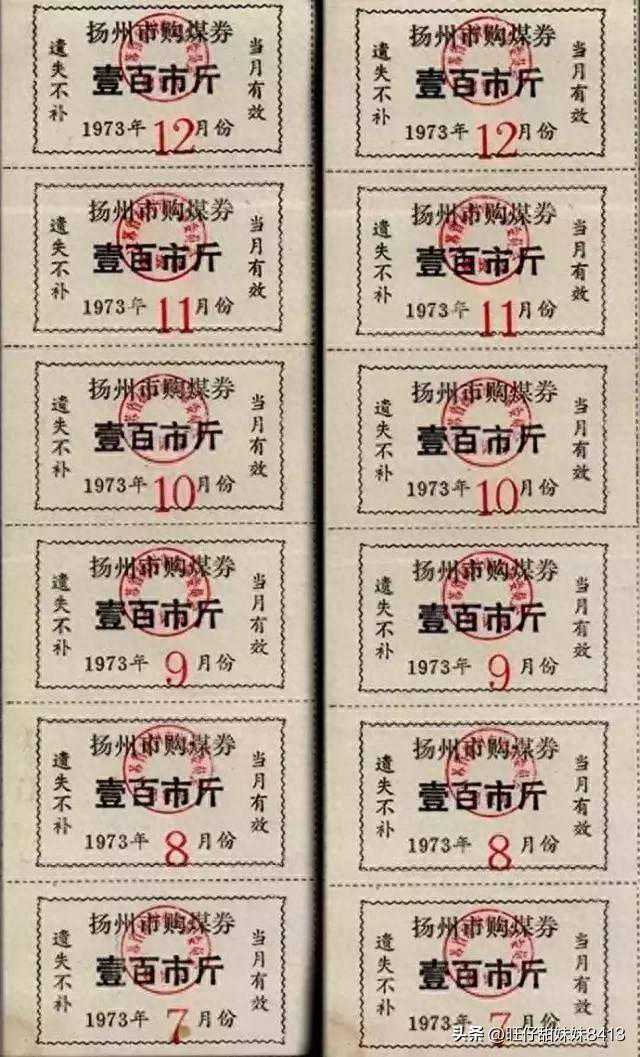 遗失不补
扬州市购煤券
壹百市斤
1973年12月份
当月有效
遗失不补
扬州市购煤券
壹百市斤
1973年12月份
当月有效
遗失不补
扬州市购煤券
壹百市斤
1973年11月份
当月有效
遗失不补
扬州市购煤券
壹百市斤
1973年11月份
当月有效
遗失不补
扬州市购煤券
壹百市斤
1973年10月份
当月有效
遗失不补
扬州市购煤券
壹百市斤
1973年10月份
当月有效
遗失不补
扬州市购煤券
壹百市斤
1973年9月份
当月有效
遗失不补
扬州市购煤券
壹百市斤
1973年9月份
当月有效
遗失不补
扬州市购煤券
壹百市斤
1973年8月份
当月有效
遗失不补
扬州市购煤券
壹百市斤
1973年8月份
当月有效
遗失不补
扬州市购煤券
壹百市斤
1973年7月份
当月有效
遗失不补
扬州市购煤券
壹百市斤
1973年7月份
当月有效
头条 @旺仔甜妹妹8413